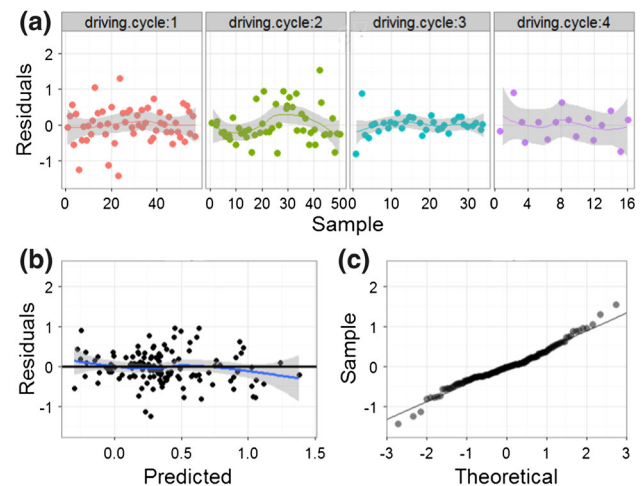 (a)
driving.cycle:1 driving.cycle:2 driving.cycle:3 driving.cycle:4
Residuals
2
1
0
-1
0 20 40 0 10 20 30 40 50 0 10 20 30 0 4 8 12 16
Sample
(b)
Residuals
2
1
0
-1
0.0 0.5 1.0 1.5
Predicted
(c)
Sample
2
1
0
-1
-3 -2 -1 0 1 2 3
Theoretical